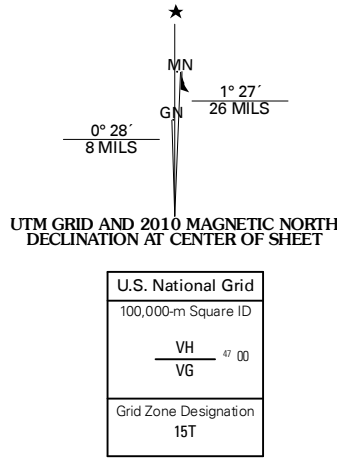 MN
1° 27´
26 MILS
GN
0° 28´
8 MILS
UTM GRID AND 2010 MAGNETIC NORTH
DECLINATION AT CENTER OF SHEET
U.S. National Grid
100,000-m Square ID
VH
47 00
VG
Grid Zone Designation
15T